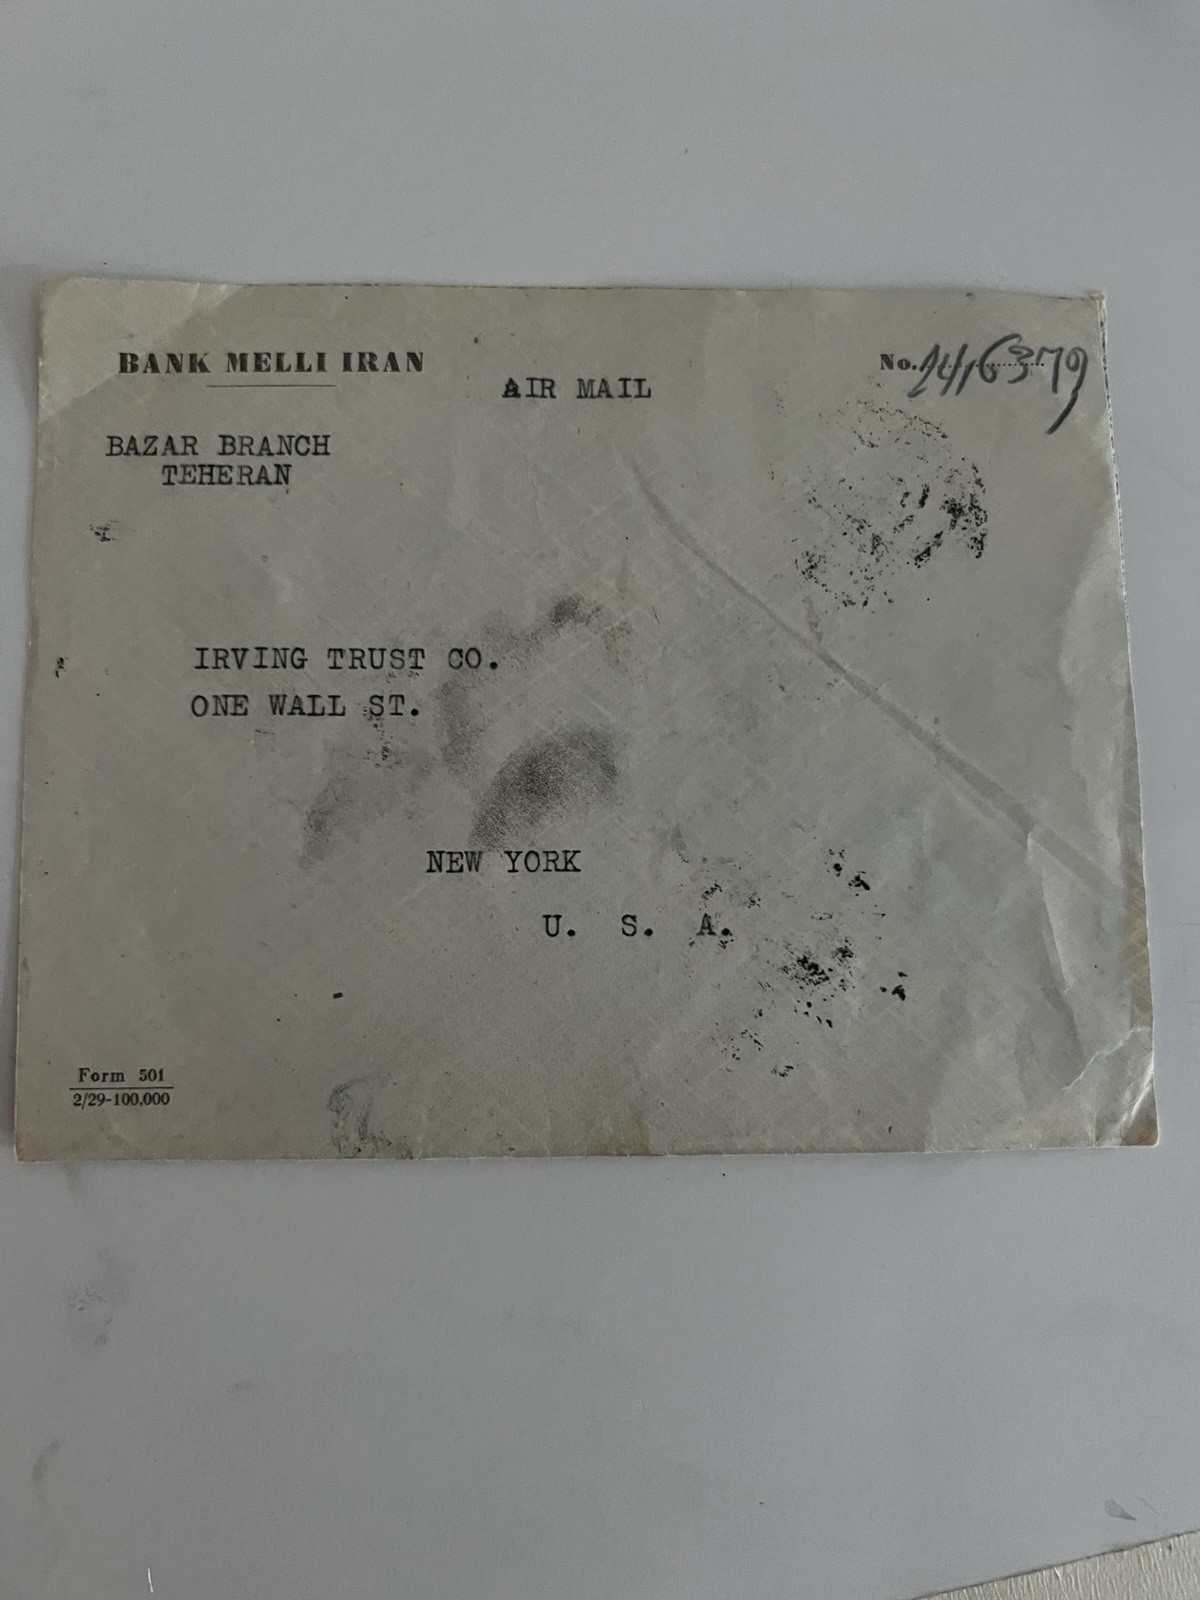 BANK MELLI IRAN
No. 2416379
AIR MAIL
BAZAR BRANCH
TEHERAN
IRVING TRUST CO.
ONE WALL ST.
NEW YORK
U. S. A.
Form 501
2/29-100,000